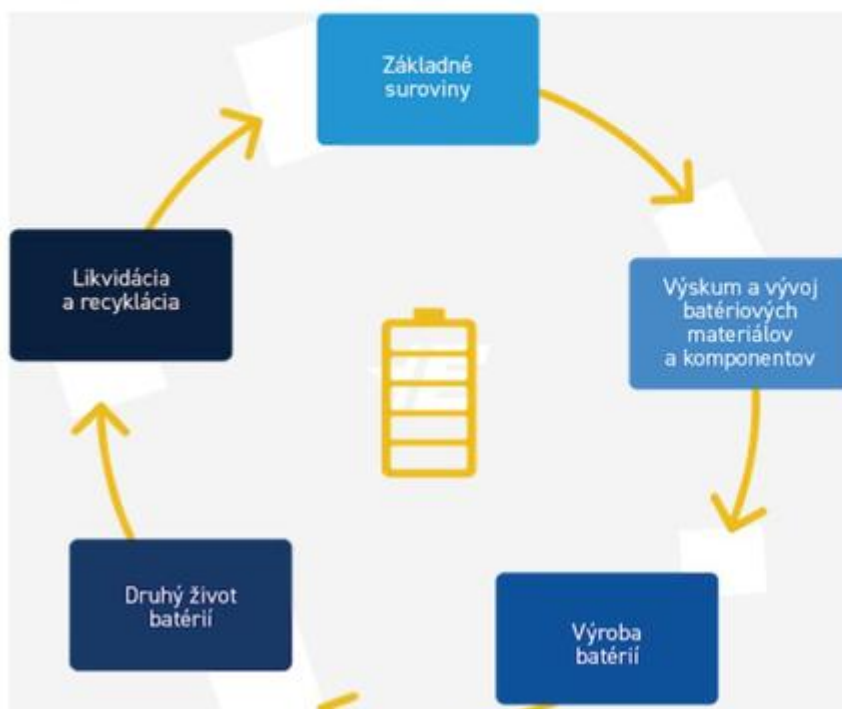 Základné
suroviny
Výskum a vývoj
batériových
materiálov
a komponentov
Výroba
batérií
Druhý život
batérií
Likvidácia
a recyklácia